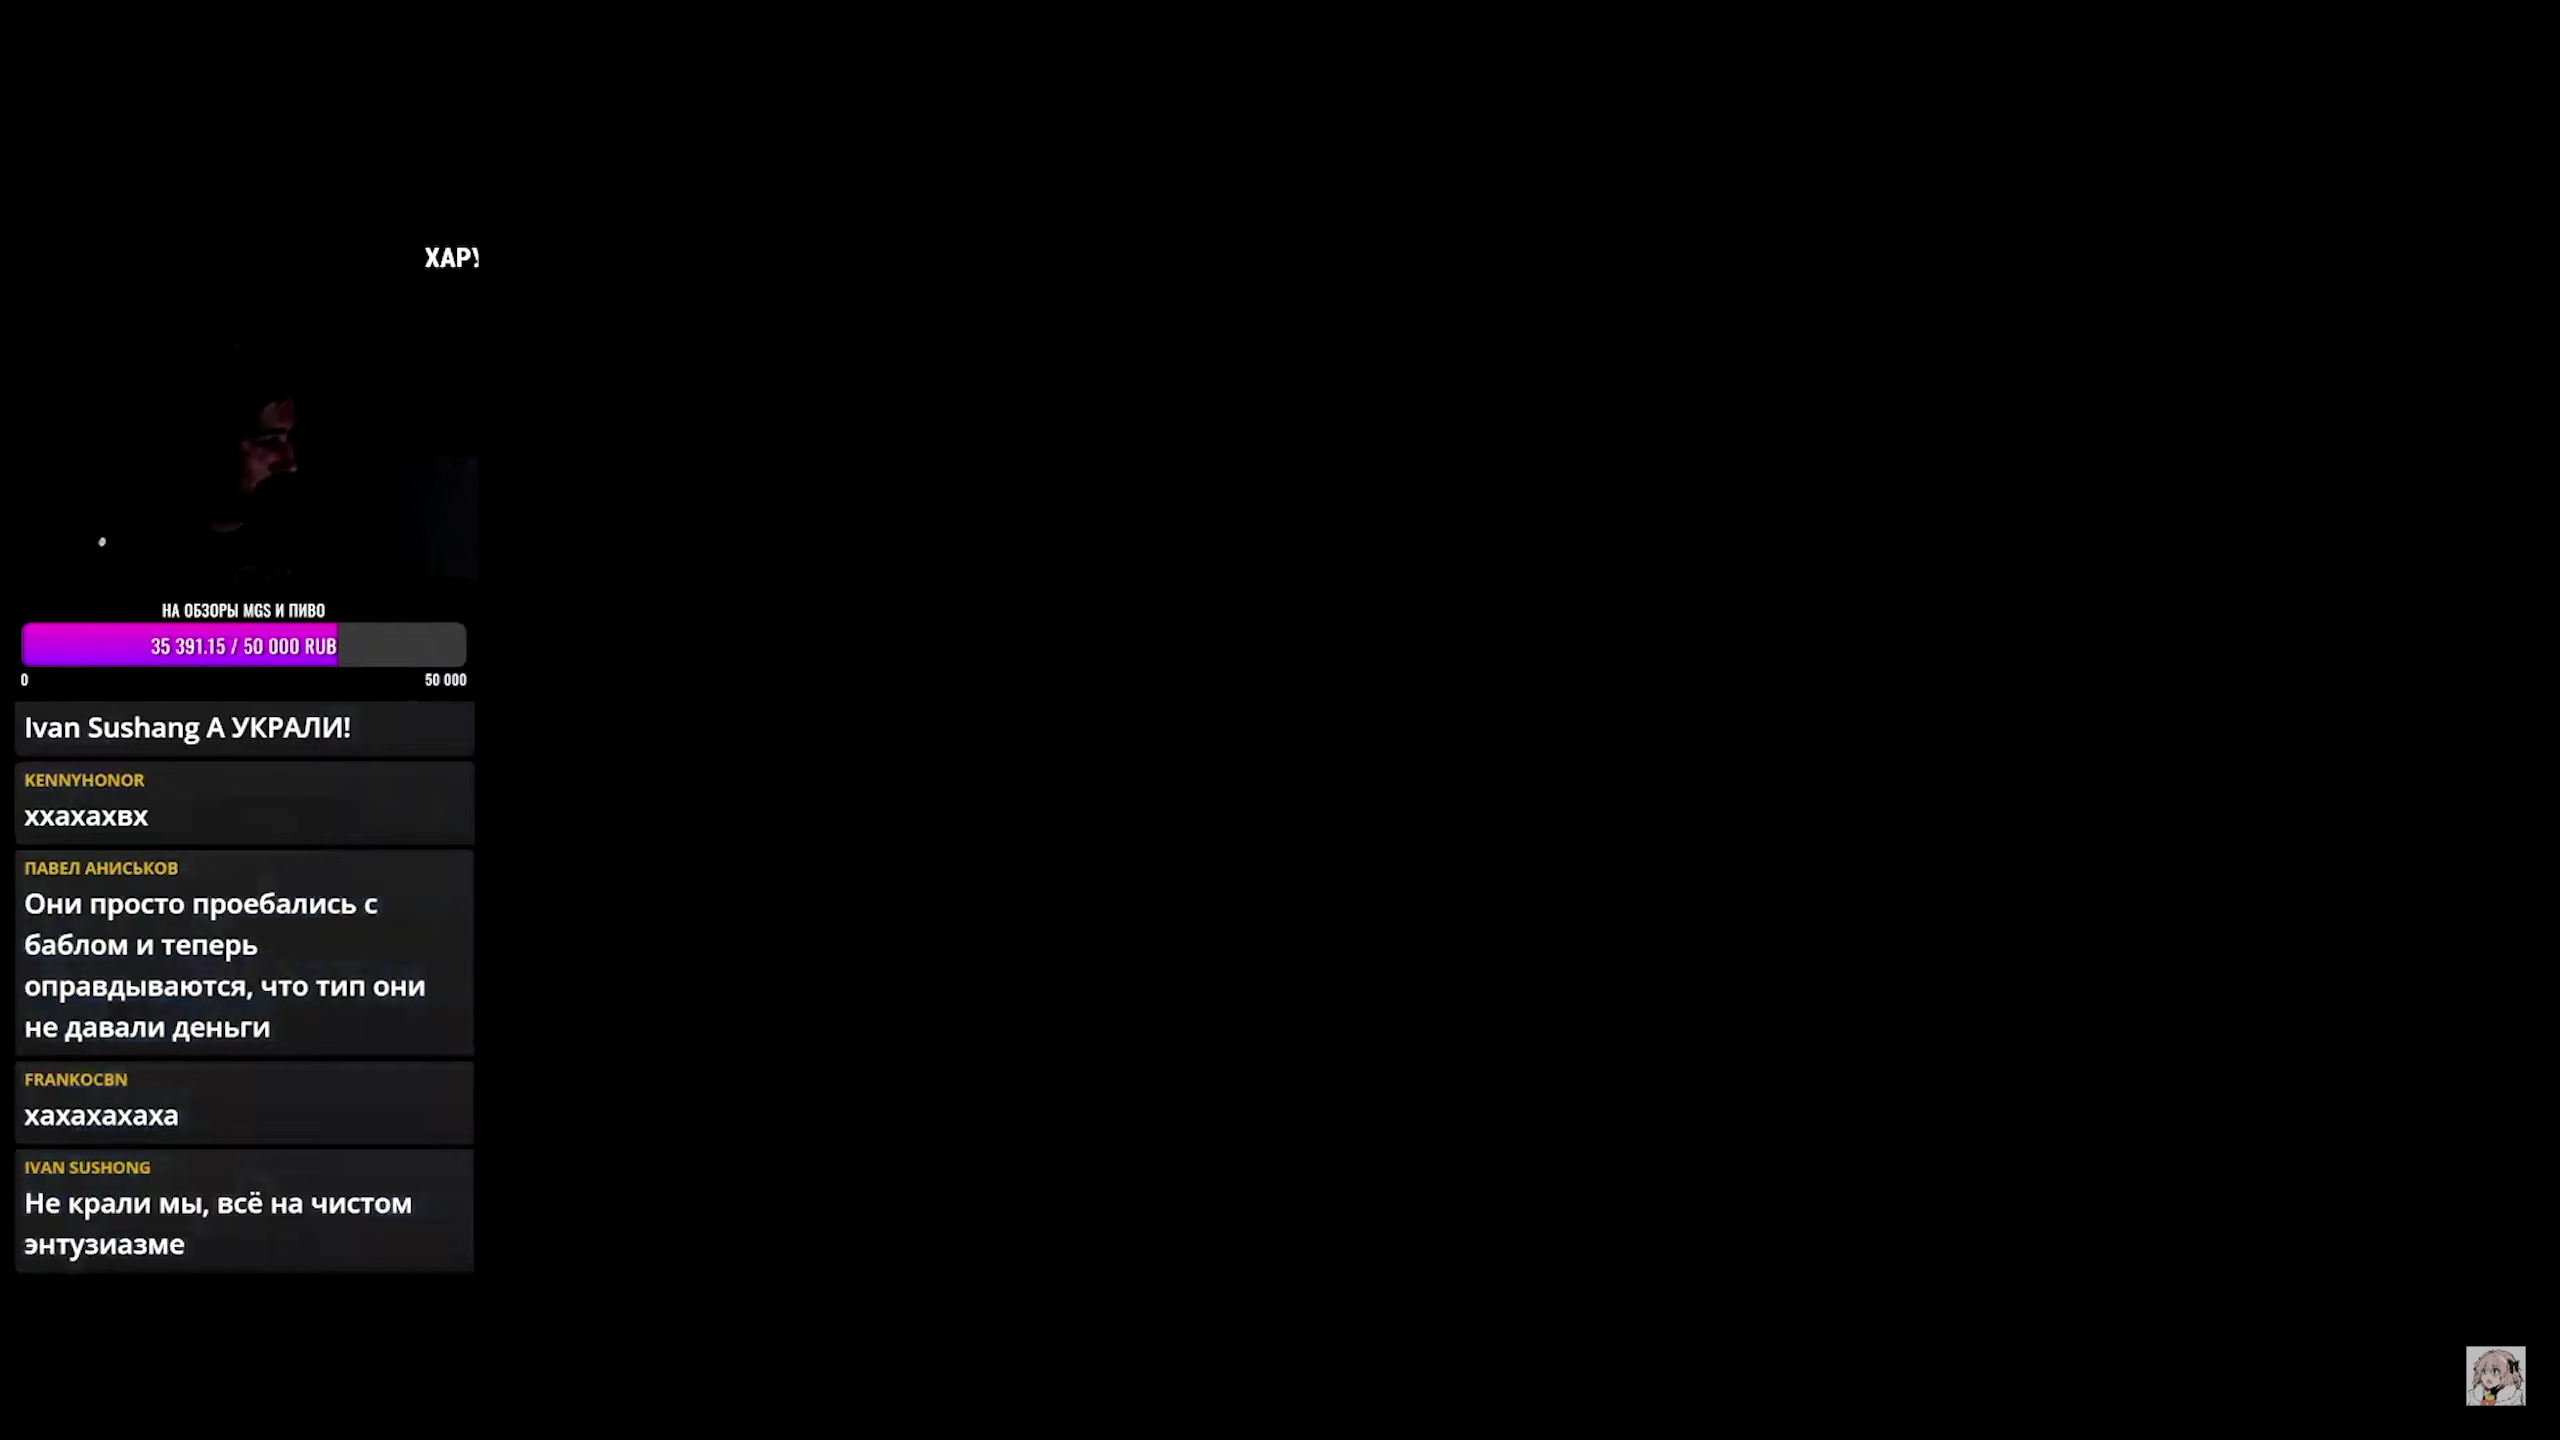 ХАРУ
НА ОБЗОРЫ MGS И ПИВО
35 391.15 / 50 000 RUB
0
50 000
Ivan Sushang А УКРАЛИ!
KENNYHONOR
ххахахвх
ПАВЕЛ АНИСЬКОВ
Они просто проебались с
баблом и теперь
оправдываются, что тип они
не давали деньги
FRANKOCBN
хахахахаха
IVAN SUSHONG
Не крали мы, всё на чистом
энтузиазме